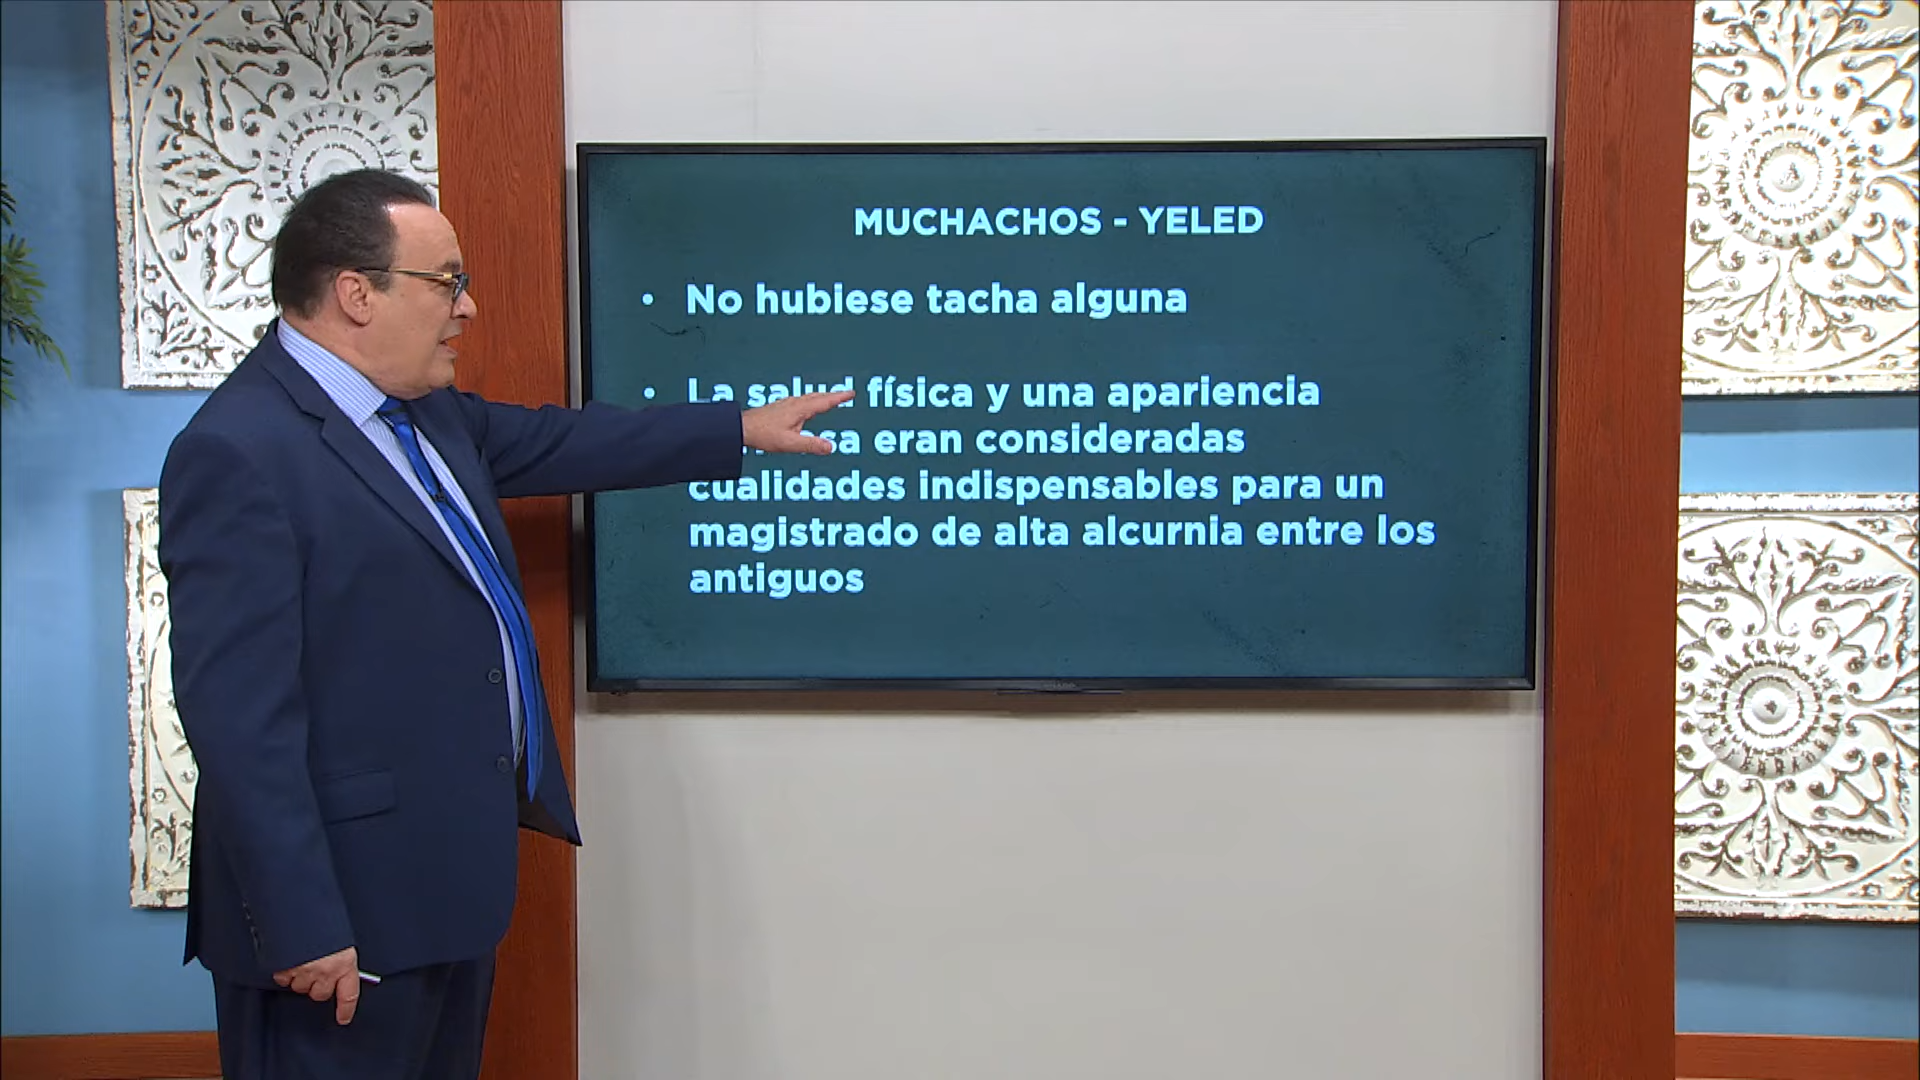 MUCHACHOS - YELED
• No hubiese tacha alguna
• La salud física y una apariencia
eran consideradas
cualidades indispensables para un
magistrado de alta alcurnia entre los
antiguos